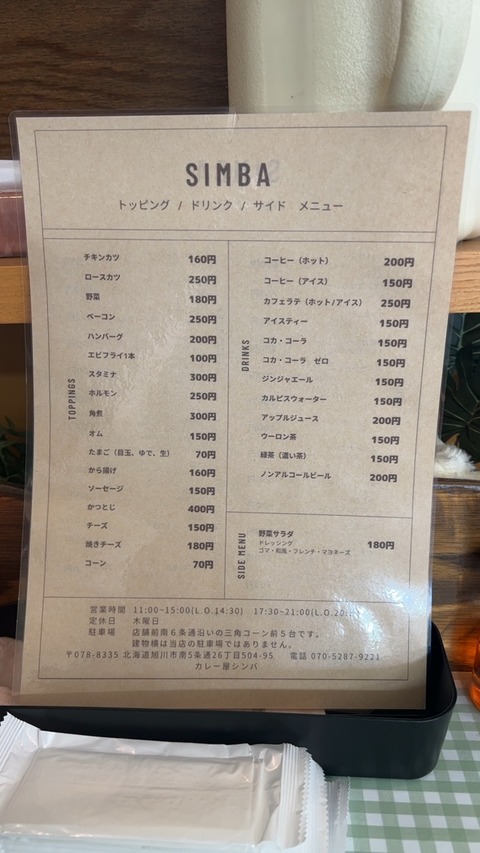 SIMBA
トッピング / ドリンク / サイド メニュー
TOPPINGS
チキンカツ 160円
ロースカツ 250円
野菜 180円
ベーコン 250円
ハンバーグ 200円
エビフライ1本 100円
スタミナ 300円
ホルモン 250円
角煮 300円
オム 150円
たまご（目玉、ゆで、生） 70円
から揚げ 160円
ソーセージ 150円
かつとじ 400円
チーズ 150円
焼きチーズ 180円
コーン 70円
DRINKS
コーヒー（ホット） 200円
コーヒー（アイス） 150円
カフェラテ（ホット/アイス） 250円
アイスティー 150円
コカ・コーラ 150円
コカ・コーラ ゼロ 150円
ジンジャエール 150円
カルピスウォーター 150円
アップルジュース 200円
ウーロン茶 150円
緑茶（濃い茶） 150円
ノンアルコールビール 200円
SIDE MENU
野菜サラダ 180円
ドレッシング
ゴマ・和風・フレンチ・マヨネーズ
営業時間 11:00~15:00(L.O.14:30) 17:30~21:00(L.O.20:
定休日 木曜日
駐車場 店舗前南６条通沿いの三角コーン前５台です。
建物横は当店の駐車場ではありません。
〒078-8335 北海道旭川市南5条通26丁目504-95 電話 070-5287-9221
カレー屋シンバ